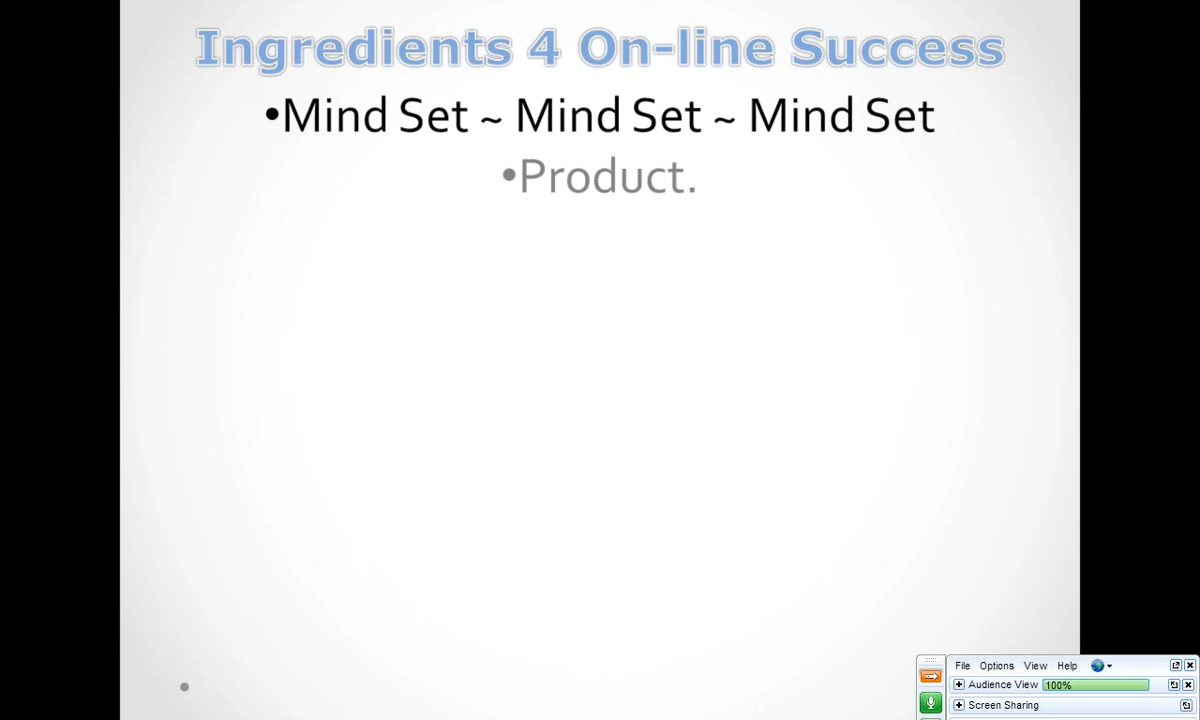 Ingredients 4 On-line Success
•Mind Set ~ Mind Set ~ Mind Set
•Product.
File Options View Help
Audience View 100%
Screen Sharing